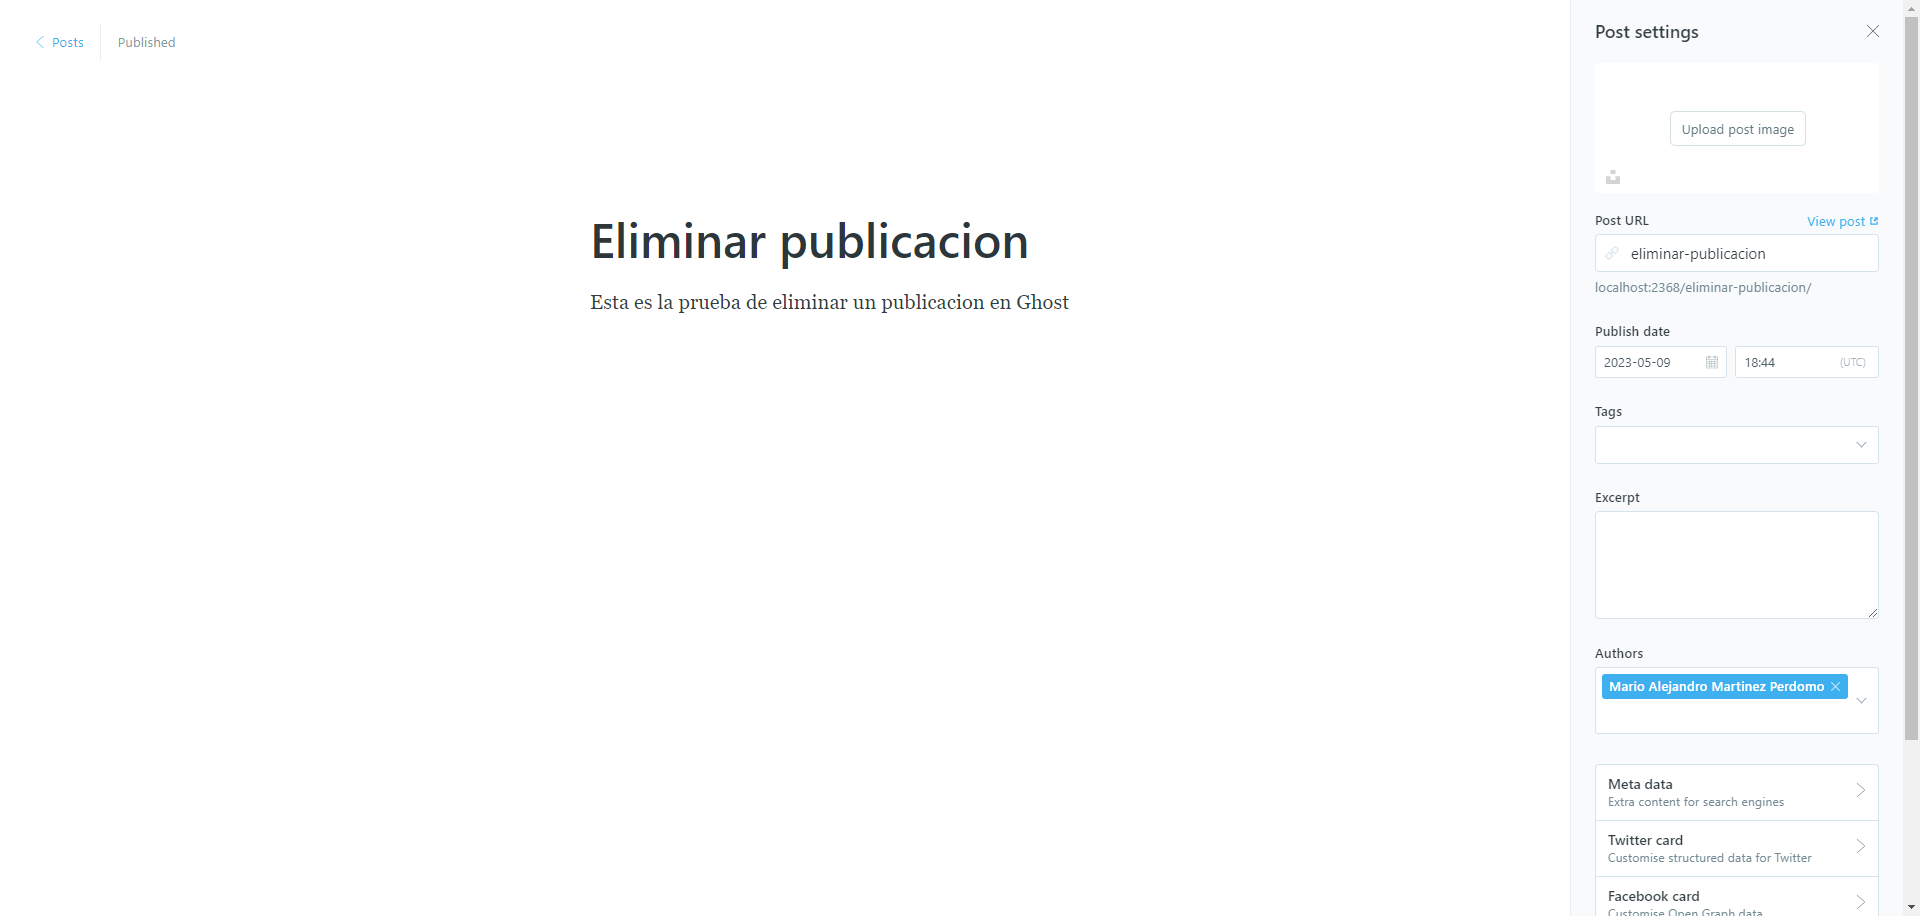 Posts
Published
Eliminar publicacion
Esta es la prueba de eliminar un publicacion en Ghost
Post settings
Upload post image
Post URL
View post
eliminar-publicacion
localhost:2368/eliminar-publicacion/
Publish date
2023-05-09
18:44
(UTC)
Tags
Excerpt
Authors
Mario Alejandro Martinez Perdomo
Meta data
Extra content for search engines
Twitter card
Customise structured data for Twitter
Facebook card
Customise Open Graph data